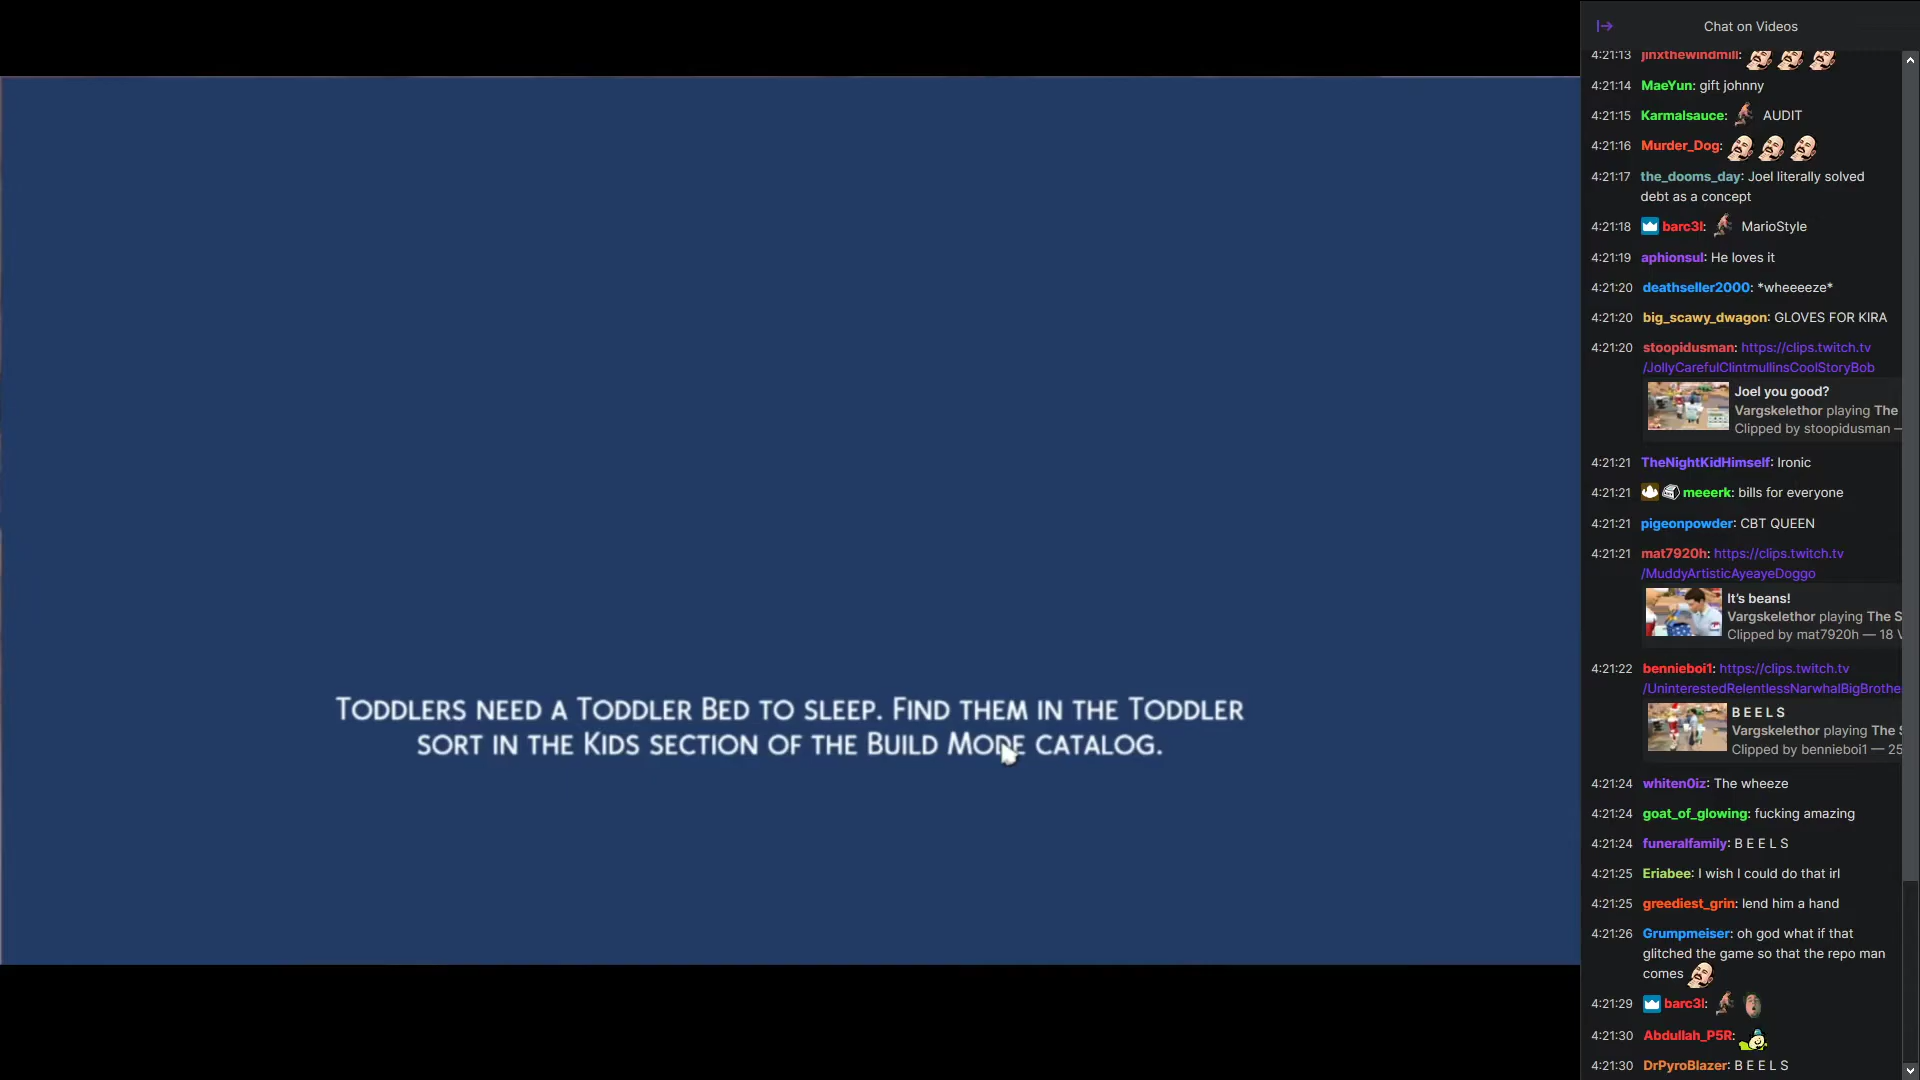 Chat on Videos
4:21:13 jinxthewindmill:
4:21:14 MaeYun: gift johnny
4:21:15 Karmalsauce: AUDIT
4:21:16 Murder_Dog:
4:21:17 the_dooms_day: Joel literally solved
debt as a concept
4:21:18 barc3l: MarioStyle
4:21:19 aphionsul: He loves it
4:21:20 deathseller2000: *wheeeeze*
4:21:20 big_scawy_dwagon: GLOVES FOR KIRA
4:21:20 stoopidusman: https://clips.twitch.tv
/JollyCarefulClintmullinsCoolStoryBob
Joel you good?
Vargskelethor playing The
Clipped by stoopidusman —
4:21:21 TheNightKidHimself: Ironic
4:21:21 meeerk: bills for everyone
4:21:21 pigeonpowder: CBT QUEEN
4:21:21 mat7920h: https://clips.twitch.tv
/MuddyArtisticAyeayeDoggo
It's beans!
Vargskelethor playing The S
Clipped by mat7920h — 18 V
4:21:22 bennieboi1: https://clips.twitch.tv
/UninterestedRelentlessNarwhalBigBrothe
B E E L S
Vargskelethor playing The S
Clipped by bennieboi1 — 25
4:21:24 whiten0iz: The wheeze
4:21:24 goat_of_glowing: fucking amazing
4:21:24 funeralfamily: B E E L S
4:21:25 Eriabee: I wish I could do that irl
4:21:25 greediest_grin: lend him a hand
4:21:26 Grumpmeiser: oh god what if that
glitched the game so that the repo man
comes
4:21:29 barc3l:
4:21:30 Abdullah_P5R:
4:21:30 DrPyroBlazer: B E E L S
Toddlers need a Toddler Bed to sleep. Find them in the Toddler
sort in the Kids section of the Build Mode catalog.